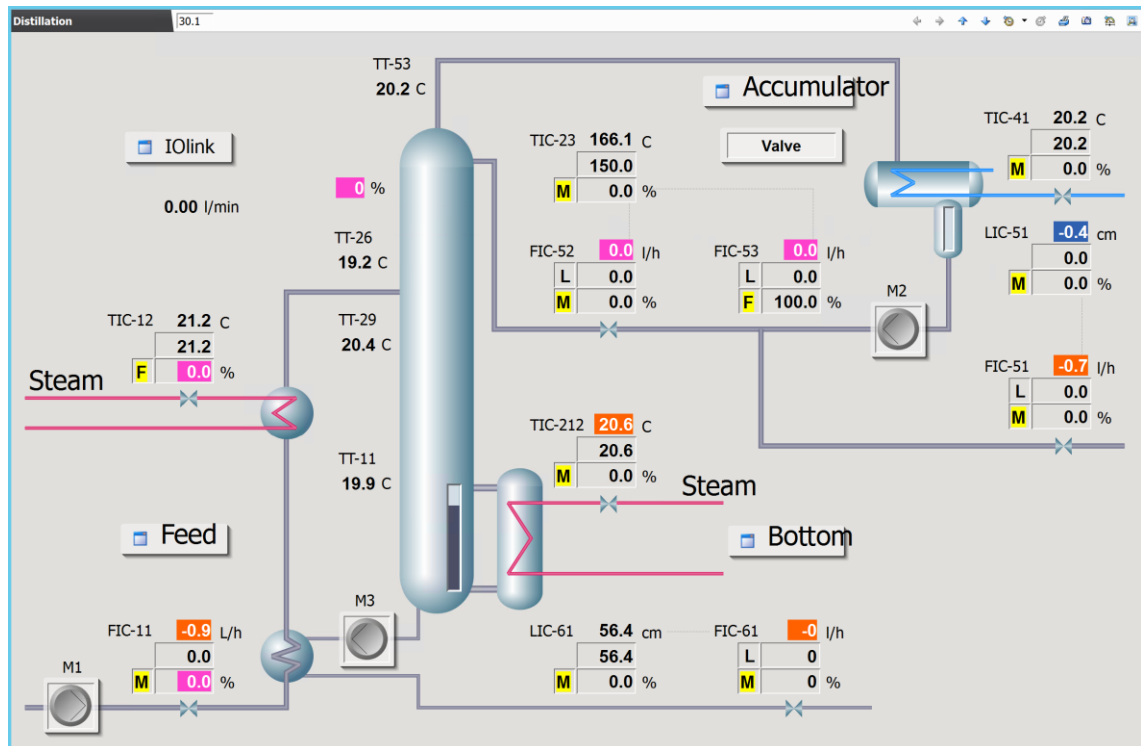 Distillation 30.1
TT-53
20.2 C
Accumulator
IOlink
0.00 l/min
0 %
TIC-23 166.1 C
150.0
M 0.0 %
Valve
TIC-41 20.2 C
20.2
M 0.0 %
TT-26
19.2 C
FIC-52 0.0 l/h
L 0.0
M 0.0 %
FIC-53 0.0 l/h
L 0.0
F 100.0 %
LIC-51 -0.4 cm
0.0
M 0.0 %
M2
TIC-12 21.2 C
21.2
F 0.0 %
TT-29
20.4 C
Steam
FIC-51 -0.7 l/h
L 0.0
M 0.0 %
TIC-212 20.6 C
20.6
M 0.0 %
TT-11
19.9 C
Steam
Feed
Bottom
M3
FIC-11 -0.9 L/h
0.0
M 0.0 %
M1
LIC-61 56.4 cm
56.4
M 0.0 %
FIC-61 -0 l/h
L 0
M 0 %